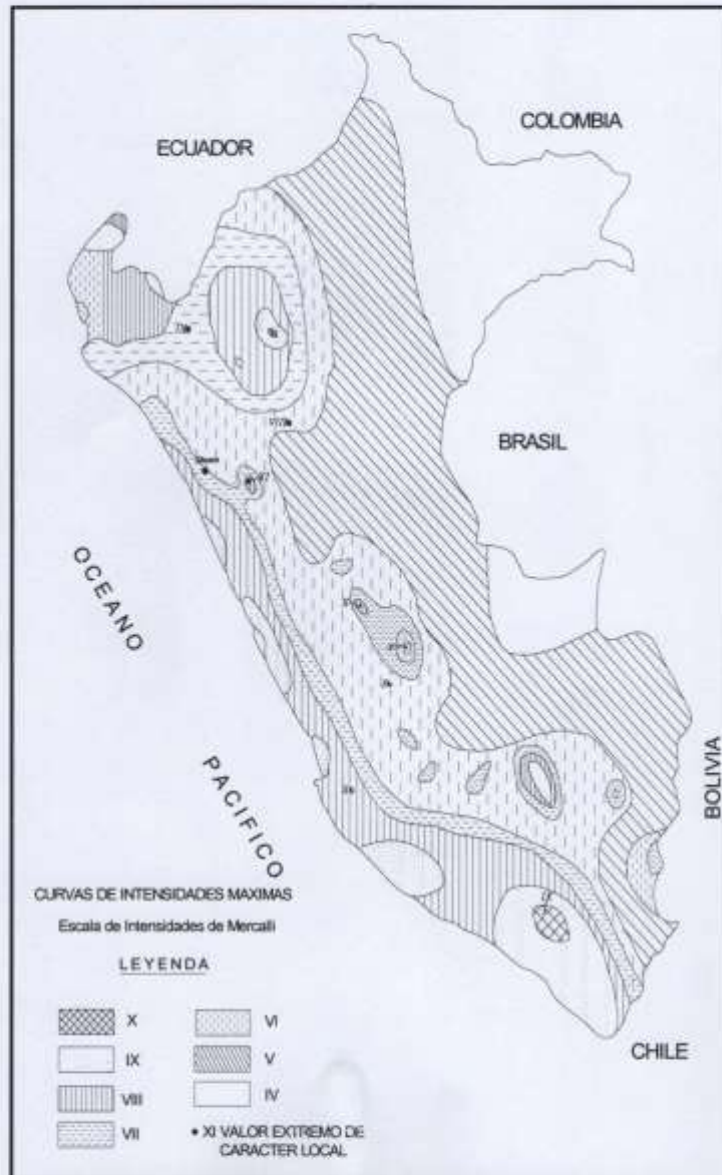 COLOMBIA
ECUADOR
BRASIL
OCEANO
PACIFICO
BOLIVIA
CURVAS DE INTENSIDADES MAXIMAS
Escala de Intensidades de Mercalli
LEYENDA
X
VI
IX
V
VIII
IV
VII
• XI VALOR EXTREMO DE
CARACTER LOCAL
CHILE